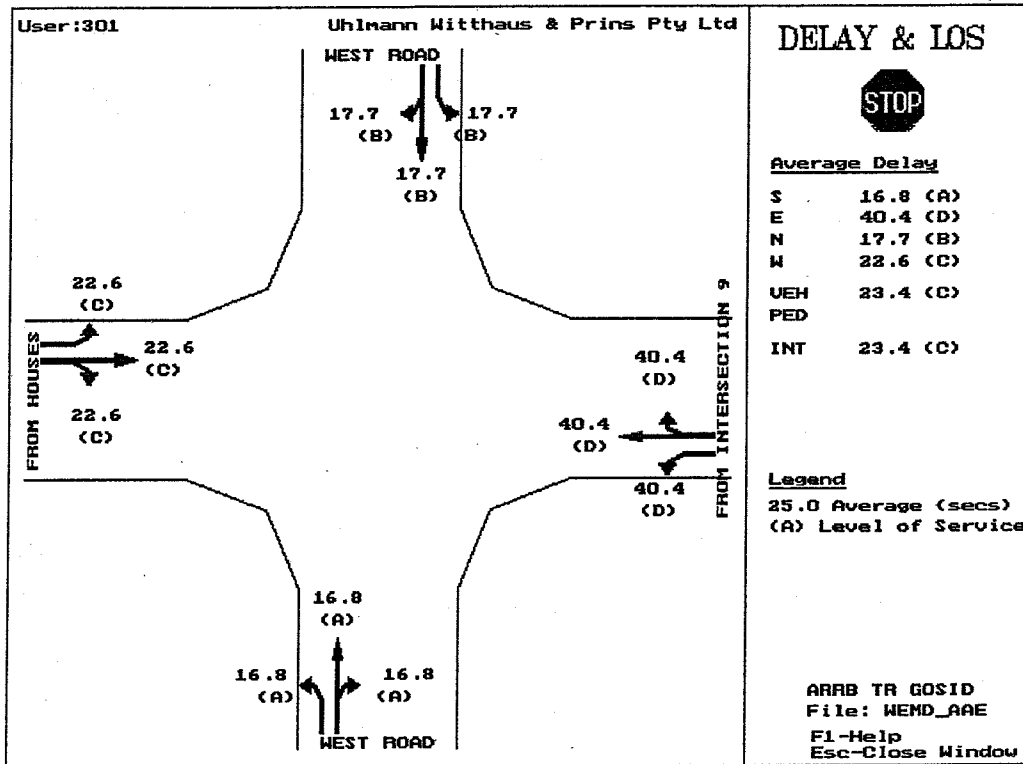 User:301 Uhlmann Witthaus & Prins Pty Ltd
WEST ROAD
17.7 17.7
(B) (B)
17.7
(B)
22.6
(C)
FROM HOUSES
22.6
(C)
22.6
(C)
40.4
(D)
40.4
(D)
40.4
(D)
FROM INTERSECTION 9
16.8
(A)
16.8 16.8
(A) (A)
WEST ROAD
DELAY & LOS
STOP
Average Delay
S 16.8 (A)
E 40.4 (D)
N 17.7 (B)
W 22.6 (C)
VEH 23.4 (C)
PED
INT 23.4 (C)
Legend
25.0 Average (secs)
(A) Level of Service
ARRB TR GOSID
File: WEMD_AAE
F1-Help
Esc-Close Window